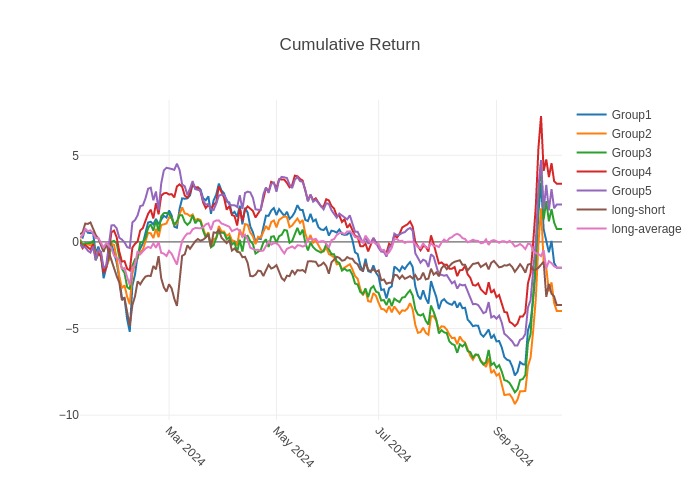 Cumulative Return
5
0
−5
−10
Mar 2024
May 2024
Jul 2024
Sep 2024
Group1
Group2
Group3
Group4
Group5
long-short
long-average